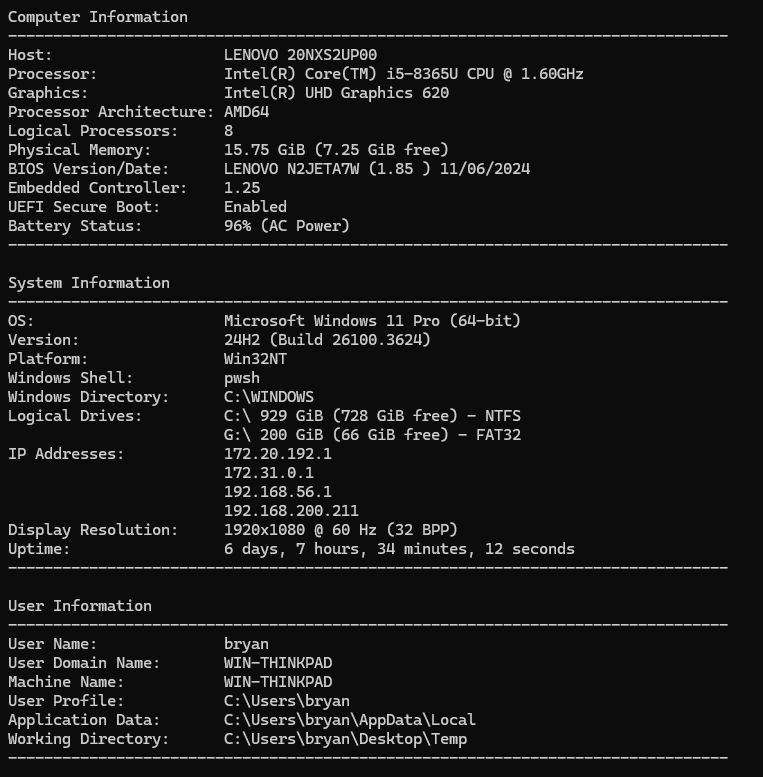 Computer Information
--------------------------------------------------------------------------------
Host:                   LENOVO 20NXS2UP00
Processor:              Intel(R) Core(TM) i5-8365U CPU @ 1.60GHz
Graphics:               Intel(R) UHD Graphics 620
Processor Architecture: AMD64
Logical Processors:     8
Physical Memory:        15.75 GiB (7.25 GiB free)
BIOS Version/Date:      LENOVO N2JETA7W (1.85 ) 11/06/2024
Embedded Controller:    1.25
UEFI Secure Boot:       Enabled
Battery Status:         96% (AC Power)
--------------------------------------------------------------------------------

System Information
--------------------------------------------------------------------------------
OS:                     Microsoft Windows 11 Pro (64-bit)
Version:                24H2 (Build 26100.3624)
Platform:               Win32NT
Windows Shell:          pwsh
Windows Directory:      C:\WINDOWS
Logical Drives:         C:\ 929 GiB (728 GiB free) - NTFS
                        G:\ 200 GiB (66 GiB free) - FAT32
IP Addresses:           172.20.192.1
                        172.31.0.1
                        192.168.56.1
                        192.168.200.211
Display Resolution:     1920x1080 @ 60 Hz (32 BPP)
Uptime:                 6 days, 7 hours, 34 minutes, 12 seconds
--------------------------------------------------------------------------------

User Information
--------------------------------------------------------------------------------
User Name:              bryan
User Domain Name:       WIN-THINKPAD
Machine Name:           WIN-THINKPAD
User Profile:           C:\Users\bryan
Application Data:       C:\Users\bryan\AppData\Local
Working Directory:      C:\Users\bryan\Desktop\Temp
--------------------------------------------------------------------------------